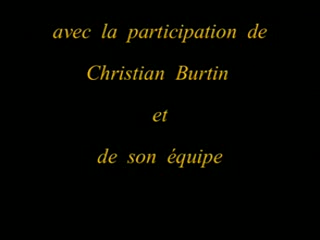 avec la participation de
Christian Burtin
et
de son équipe